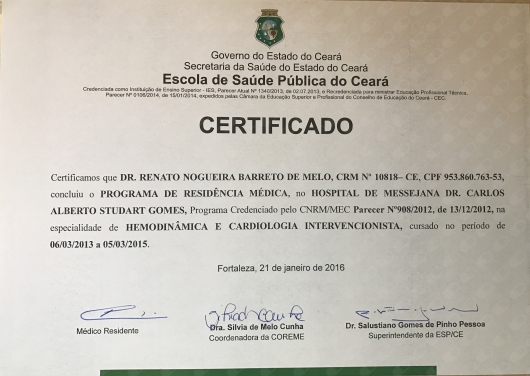 Governo do Estado do Ceará
Secretaria da Saúde do Estado do Ceará
Escola de Saúde Pública do Ceará
Credenciada como Instituição de Ensino Superior - IES, Parecer Atual Nº 1340/2013, de 02.07.2013, e Recredenciada para ministrar Educação Profissional Técnica,
Parecer Nº 0106/2014, de 15/01/2014, expedidos pelas Câmara da Educação Superior e Profissional do Conselho de Educação do Ceará - CEC.
CERTIFICADO
Certificamos que DR. RENATO NOGUEIRA BARRETO DE MELO, CRM Nº 10818– CE, CPF 953.860.763-53,
concluiu o PROGRAMA DE RESIDÊNCIA MÉDICA, no HOSPITAL DE MESSEJANA DR. CARLOS
ALBERTO STUDART GOMES, Programa Credenciado pelo CNRM/MEC Parecer Nº908/2012, de 13/12/2012, na
especialidade de HEMODINÂMICA E CARDIOLOGIA INTERVENCIONISTA, cursado no período de
06/03/2013 a 05/03/2015.
Fortaleza, 21 de janeiro de 2016
Médico Residente
Dra. Silvia de Melo Cunha
Coordenadora da COREME
Dr. Salustiano Gomes de Pinho Pessoa
Superintendente da ESP/CE